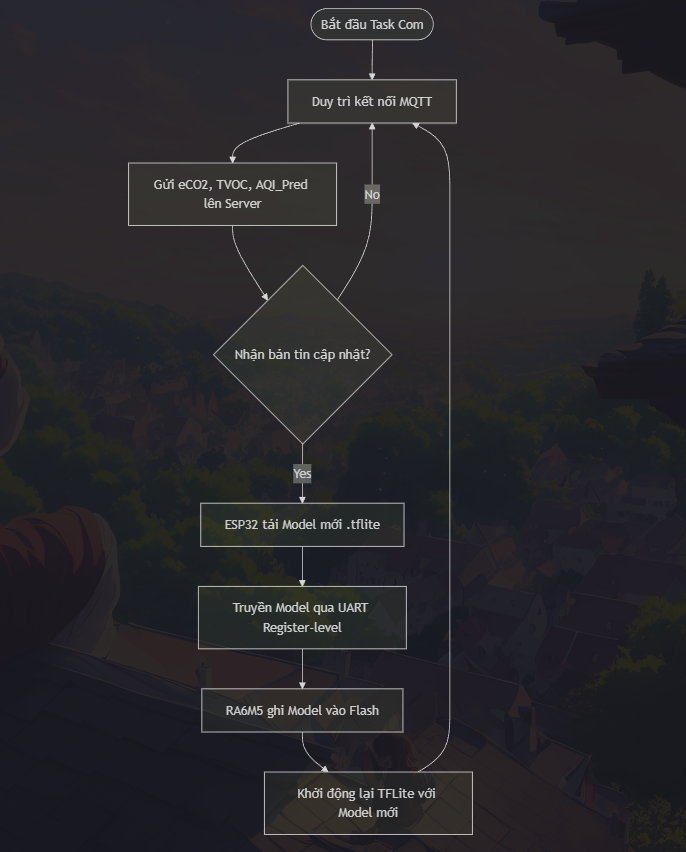 Bắt đầu Task Com
Duy trì kết nối MQTT
Gửi eCO2, TVOC, AQI_Pred
lên Server
No
Nhận bản tin cập nhật?
Yes
ESP32 tải Model mới .tflite
Truyền Model qua UART
Register-level
RA6M5 ghi Model vào Flash
Khởi động lại TFLite với
Model mới